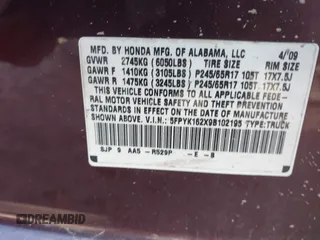 MFD. BY HONDA MFG. OF ALABAMA, LLC 4/09
GVWR 2745KG (6050LBS) TIRE SIZE RIM SIZE
GAWR F 1410KG (3105LBS) P245/65R17 105T 17X7.5J
GAWR R 1475KG (3245LBS) P245/65R17 105T 17X7.5J
THIS VEHICLE CONFORMS TO ALL APPLICABLE FEDE-
RAL MOTOR VEHICLE SAFETY AND THEFT PREVENTION
STANDARDS IN EFFECT ON THE DATE OF MANUFACTURE
SHOWN ABOVE. V.I.N.: 5FPYK162X9B102195 TYPE:TRUCK
SJP 9 AA5 - R529P - E - B
DREAMBID